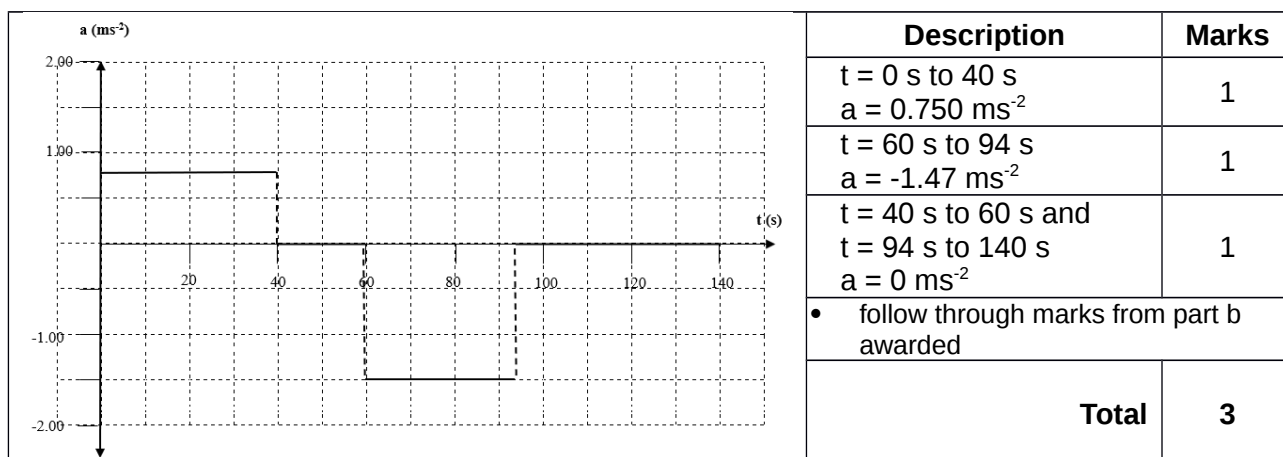 a (ms⁻²)
2.00
1.00
t (s)
20 40 60 80 100 120 140
-1.00
-2.00
Description Marks
t = 0 s to 40 s
a = 0.750 ms⁻²
1
t = 60 s to 94 s
a = -1.47 ms⁻²
1
t = 40 s to 60 s and
t = 94 s to 140 s
a = 0 ms⁻²
1
• follow through marks from part b
awarded
Total 3